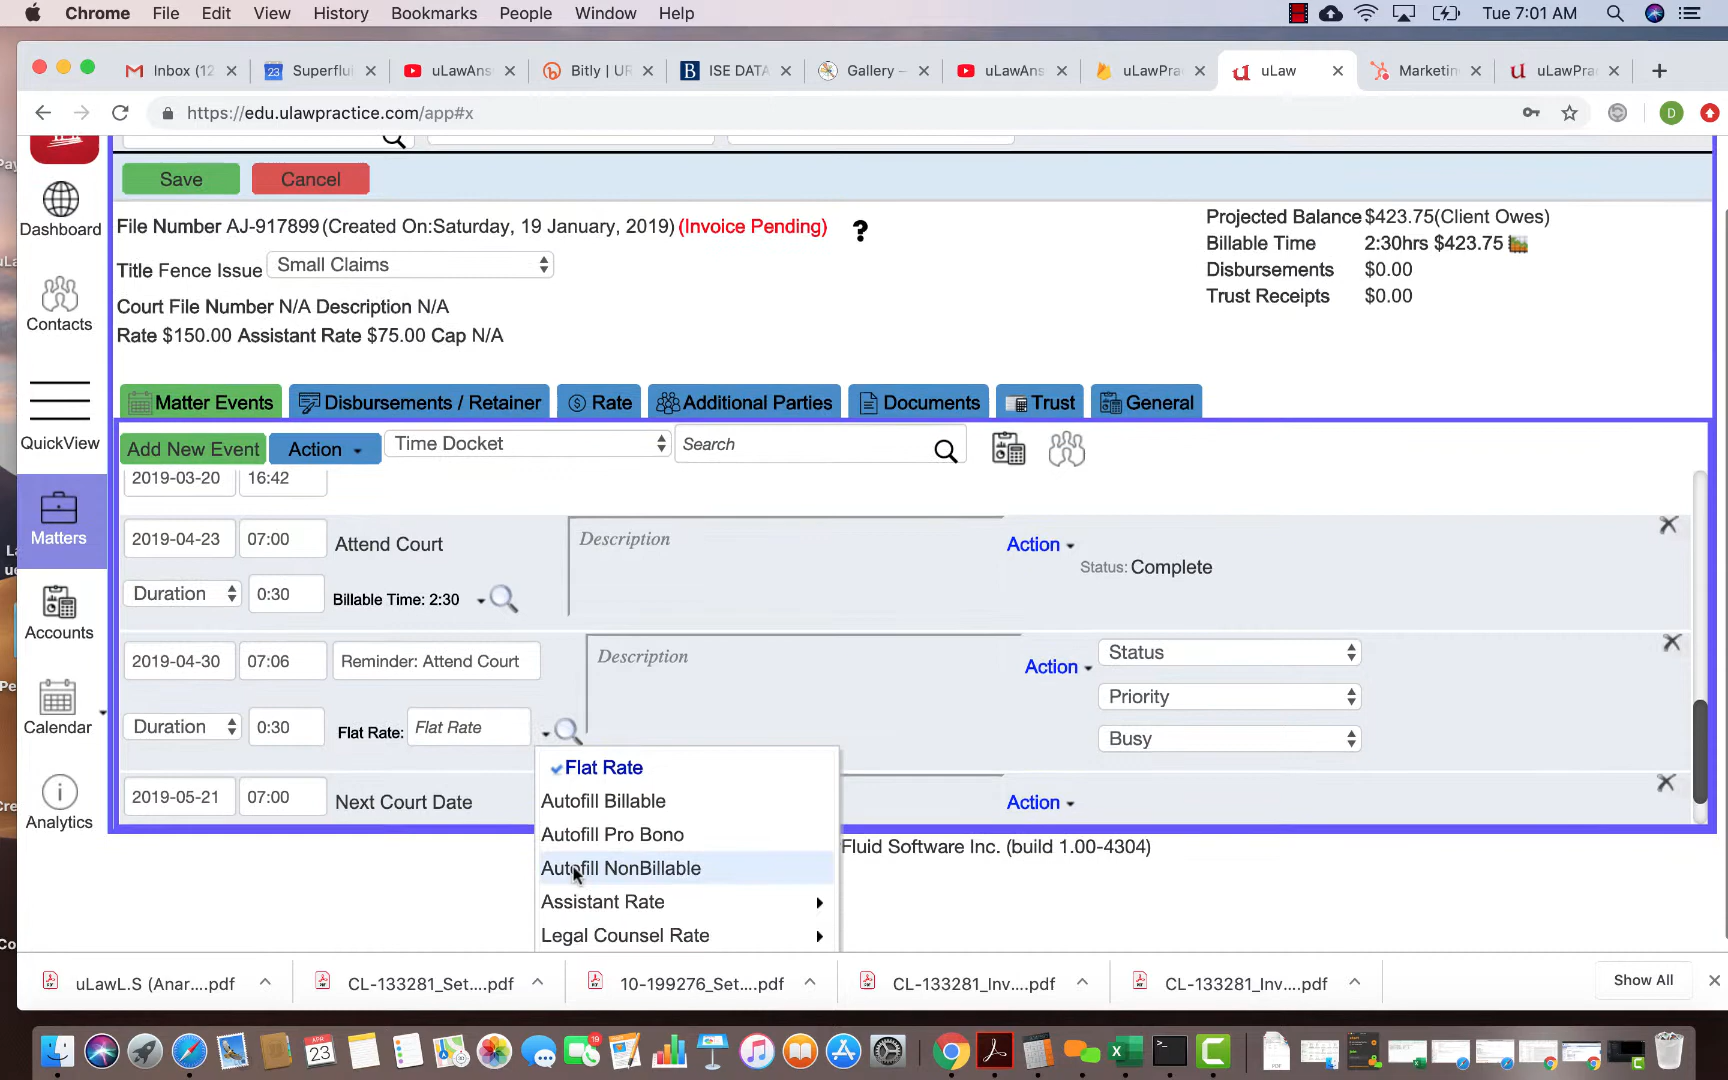 Chrome File Edit View History Bookmarks People Window Help Tue 7:01 AM
Inbox (12 Superflu uLawAns Bitly | UR ISE DATA Gallery – uLawAns uLawPra uLaw Marketin uLawPra
https://edu.ulawpractice.com/app#x D
Save Cancel
File Number AJ-917899 (Created On:Saturday, 19 January, 2019) (Invoice Pending) ?
Title Fence Issue Small Claims
Court File Number N/A Description N/A
Rate $150.00 Assistant Rate $75.00 Cap N/A
Projected Balance $423.75(Client Owes)
Billable Time 2:30hrs $423.75
Disbursements $0.00
Trust Receipts $0.00
Dashboard
Contacts
QuickView
Matters
Accounts
Calendar
Analytics
Matter Events Disbursements / Retainer Rate Additional Parties Documents Trust General
Add New Event Action Time Docket Search
2019-03-20 16:42
2019-04-23 07:00 Attend Court Description Action
Status: Complete
Duration 0:30 Billable Time: 2:30
2019-04-30 07:06 Reminder: Attend Court Description Action Status
Priority
Duration 0:30 Flat Rate: Flat Rate Busy
Flat Rate
Autofill Billable
Autofill Pro Bono
Autofill NonBillable
Assistant Rate
Legal Counsel Rate
2019-05-21 07:00 Next Court Date Action
Fluid Software Inc. (build 1.00-4304)
uLawL.S (Anar....pdf CL-133281_Set....pdf 10-199276_Set....pdf CL-133281_Inv....pdf CL-133281_Inv....pdf Show All
APR
23
19